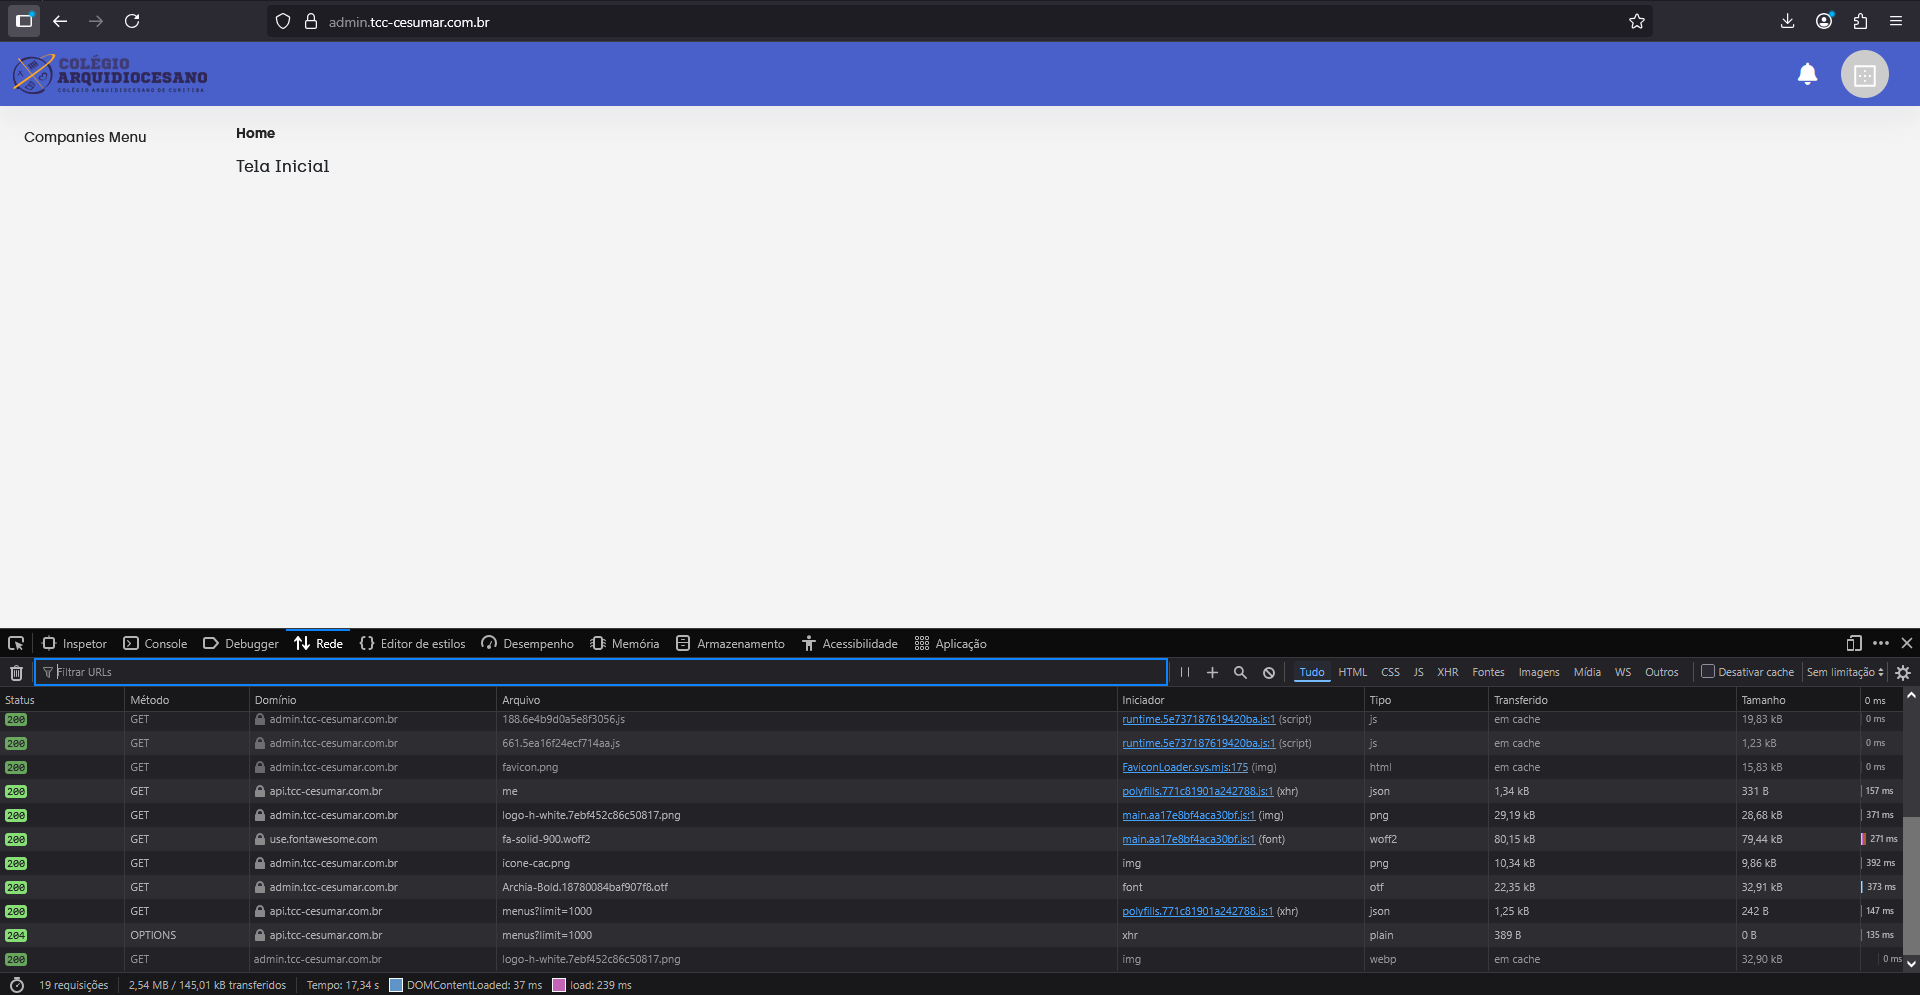 admin.tcc-cesumar.com.br
COLÉGIO
ARQUIDIOCESANO
COLÉGIO ARQUIDIOCESANO DE CURITIBA
Companies Menu
Home
Tela Inicial
Inspetor Console Debugger Rede Editor de estilos Desempenho Memória Armazenamento Acessibilidade Aplicação
Filtrar URLs Tudo HTML CSS JS XHR Fontes Imagens Mídia WS Outros Desativar cache Sem limitação
Status Método Domínio Arquivo Iniciador Tipo Transferido Tamanho 0 ms
200 GET admin.tcc-cesumar.com.br 188.6e4b9d0a5e8f3056.js runtime.5e737187619420ba.js:1 (script) js em cache 19,83 kB 0 ms
200 GET admin.tcc-cesumar.com.br 661.5ea16f24ecf714aa.js runtime.5e737187619420ba.js:1 (script) js em cache 1,23 kB 0 ms
200 GET admin.tcc-cesumar.com.br favicon.png FaviconLoader.sys.mjs:175 (img) html em cache 15,83 kB 0 ms
200 GET api.tcc-cesumar.com.br me polyfills.771c81901a242788.js:1 (xhr) json 1,34 kB 331 B 157 ms
200 GET admin.tcc-cesumar.com.br logo-h-white.7ebf452c86c50817.png main.aa17e8bf4aca30bf.js:1 (img) png 29,19 kB 28,68 kB 371 ms
200 GET use.fontawesome.com fa-solid-900.woff2 main.aa17e8bf4aca30bf.js:1 (font) woff2 80,15 kB 79,44 kB 271 ms
200 GET admin.tcc-cesumar.com.br icone-cac.png img png 10,34 kB 9,86 kB 392 ms
200 GET admin.tcc-cesumar.com.br Archia-Bold.18780084baf907f8.otf font otf 22,35 kB 32,91 kB 373 ms
200 GET api.tcc-cesumar.com.br menus?limit=1000 polyfills.771c81901a242788.js:1 (xhr) json 1,25 kB 242 B 147 ms
204 OPTIONS api.tcc-cesumar.com.br menus?limit=1000 xhr plain 389 B 0 B 135 ms
200 GET admin.tcc-cesumar.com.br logo-h-white.7ebf452c86c50817.png img webp em cache 32,90 kB 0 ms
19 requisições 2,54 MB / 145,01 kB transferidos Tempo: 17,34 s DOMContentLoaded: 37 ms load: 239 ms